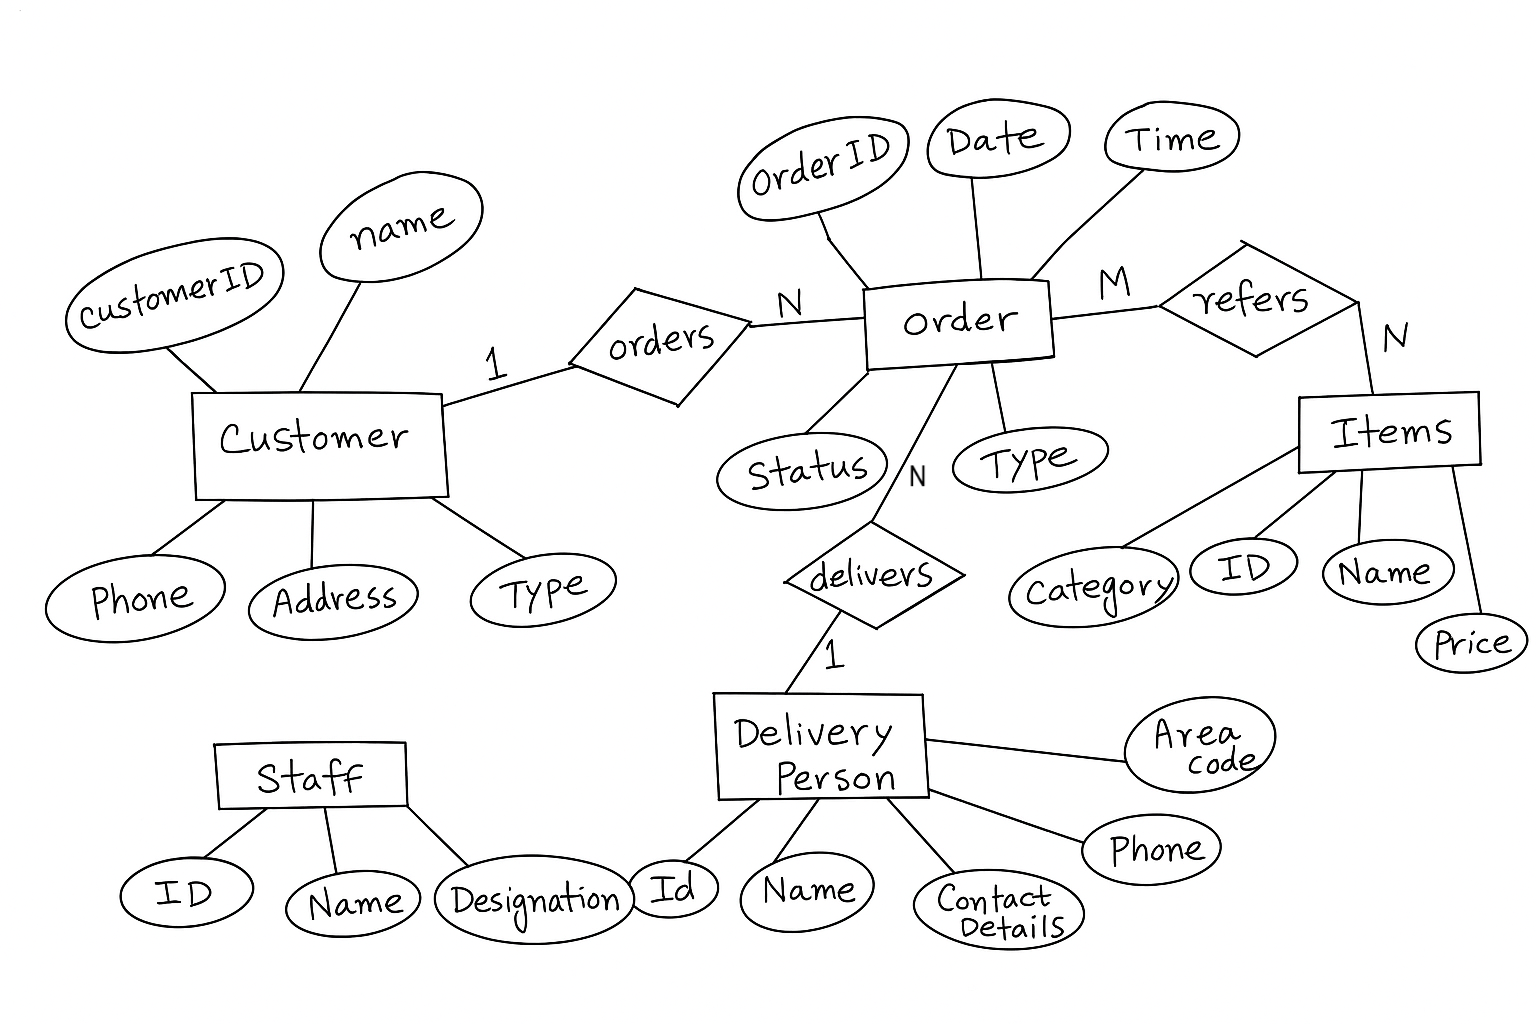 OrderID
Date
Time
name
customerID
M
refers
N
orders
Order
1
N
Customer
Items
Status
N
Type
Phone
Address
Type
delivers
Category
ID
Name
Price
1
Delivery
Person
Area
code
Staff
Phone
ID
Name
Designation
Id
Name
Contact
Details